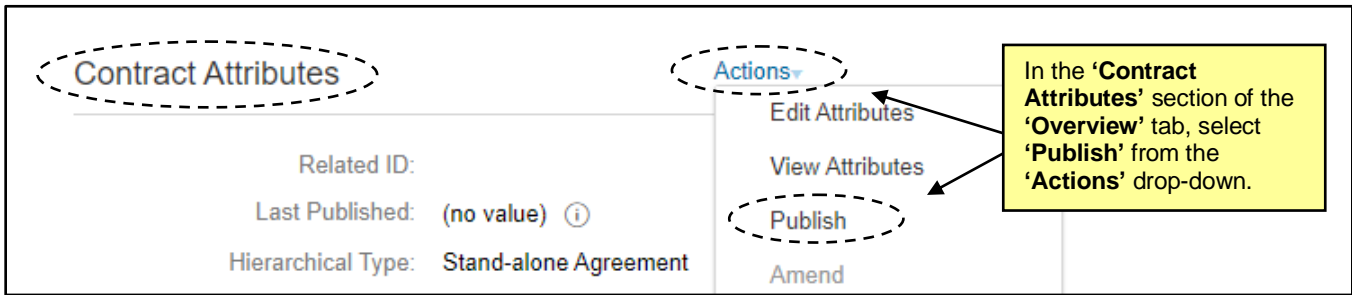 Contract Attributes
Actions
Edit Attributes
View Attributes
Publish
Amend
Related ID:
Last Published: (no value)
Hierarchical Type: Stand-alone Agreement
In the ‘Contract
Attributes’ section of the
‘Overview’ tab, select
‘Publish’ from the
‘Actions’ drop-down.